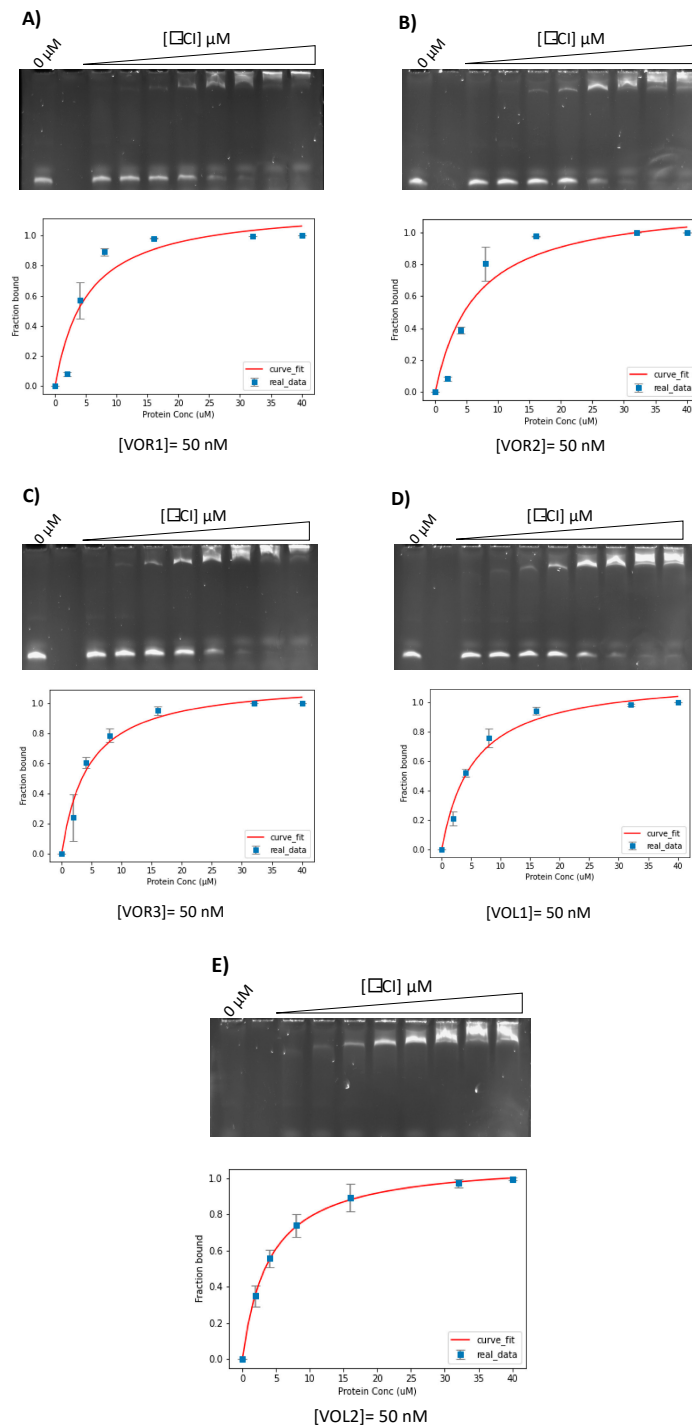 A)
0 µM
[□-CI] µM
1.0
0.8
0.6
0.4
0.2
0.0
Fraction bound
curve_fit
real_data
0 5 10 15 20 25 30 35 40
Protein Conc (uM)
[VOR1]= 50 nM
B)
0 µM
[□-CI] µM
1.0
0.8
0.6
0.4
0.2
0.0
Fraction bound
curve_fit
real_data
0 5 10 15 20 25 30 35 40
Protein Conc (uM)
[VOR2]= 50 nM
C)
0 µM
[□-CI] µM
1.0
0.8
0.6
0.4
0.2
0.0
Fraction bound
curve_fit
real_data
0 5 10 15 20 25 30 35 40
Protein Conc (µM)
[VOR3]= 50 nM
D)
0 µM
[□-CI] µM
1.0
0.8
0.6
0.4
0.2
0.0
Fraction bound
curve_fit
real_data
0 5 10 15 20 25 30 35 40
Protein Conc (uM)
[VOL1]= 50 nM
E)
0 µM
[□-CI] µM
1.0
0.8
0.6
0.4
0.2
0.0
Fraction bound
curve_fit
real_data
0 5 10 15 20 25 30 35 40
Protein Conc (uM)
[VOL2]= 50 nM